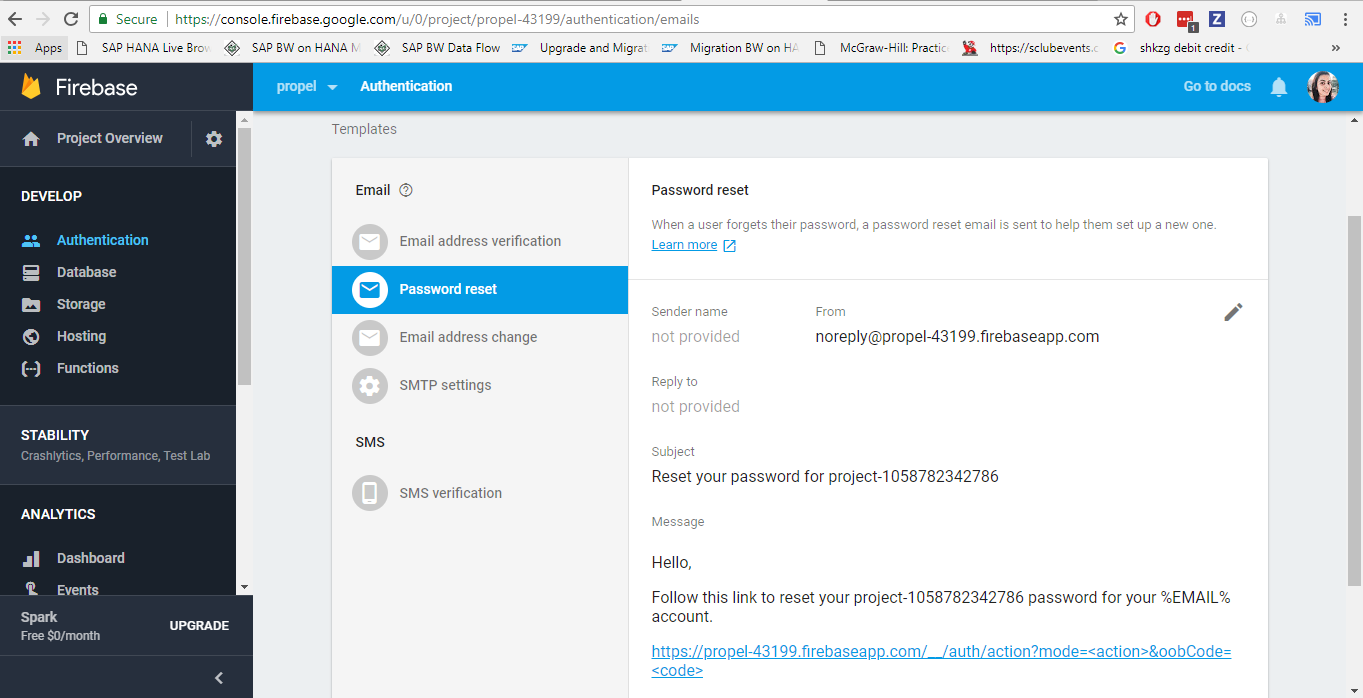 Secure https://console.firebase.google.com/u/0/project/propel-43199/authentication/emails
1
Apps SAP HANA Live Brow SAP BW on HANA M SAP BW Data Flow Upgrade and Migrat Migration BW on HA McGraw-Hill: Practic https://sclubevents.c shkzg debit credit - »
Firebase
propel Authentication Go to docs
Project Overview
DEVELOP
Authentication
Database
Storage
Hosting
Functions
STABILITY
Crashlytics, Performance, Test Lab
ANALYTICS
Dashboard
Events
Spark
Free $0/month
UPGRADE
Templates
Email
Email address verification
Password reset
Email address change
SMTP settings
SMS
SMS verification
Password reset
When a user forgets their password, a password reset email is sent to help them set up a new one.
Learn more
Sender name From
not provided noreply@propel-43199.firebaseapp.com
Reply to
not provided
Subject
Reset your password for project-1058782342786
Message
Hello,
Follow this link to reset your project-1058782342786 password for your %EMAIL%
account.
https://propel-43199.firebaseapp.com/__/auth/action?mode=<action>&oobCode=
<code>